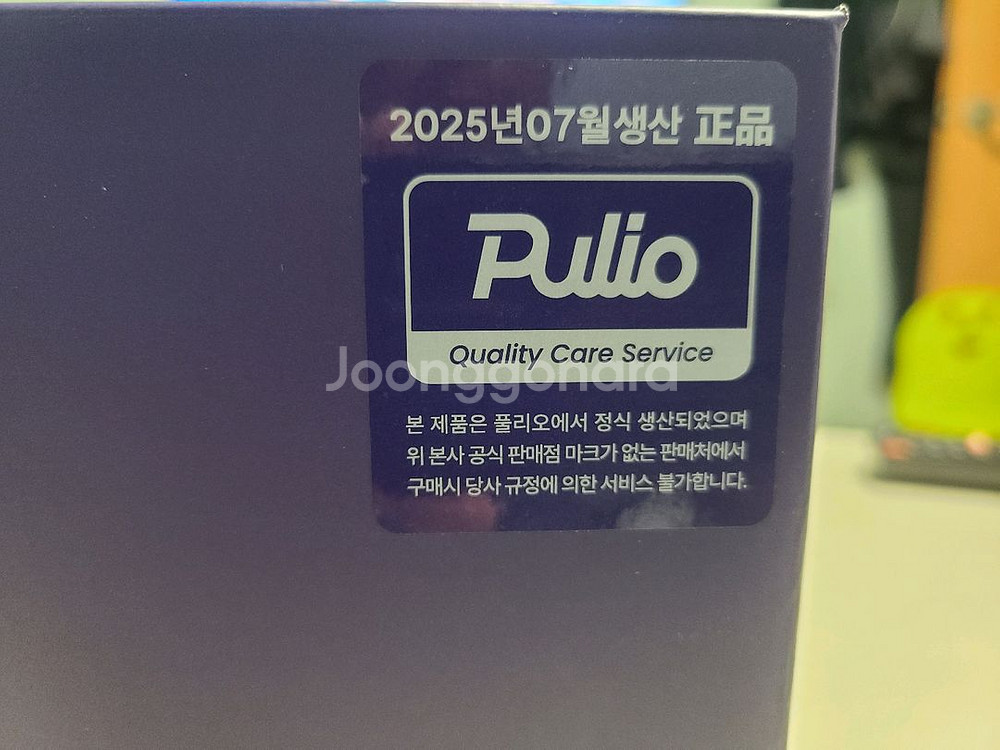 2025년07월생산 正品
Pulio
Quality Care Service
Joonggonara
본 제품은 풀리오에서 정식 생산되었으며
위 본사 공식 판매점 마크가 없는 판매처에서
구매시 당사 규정에 의한 서비스 불가합니다.